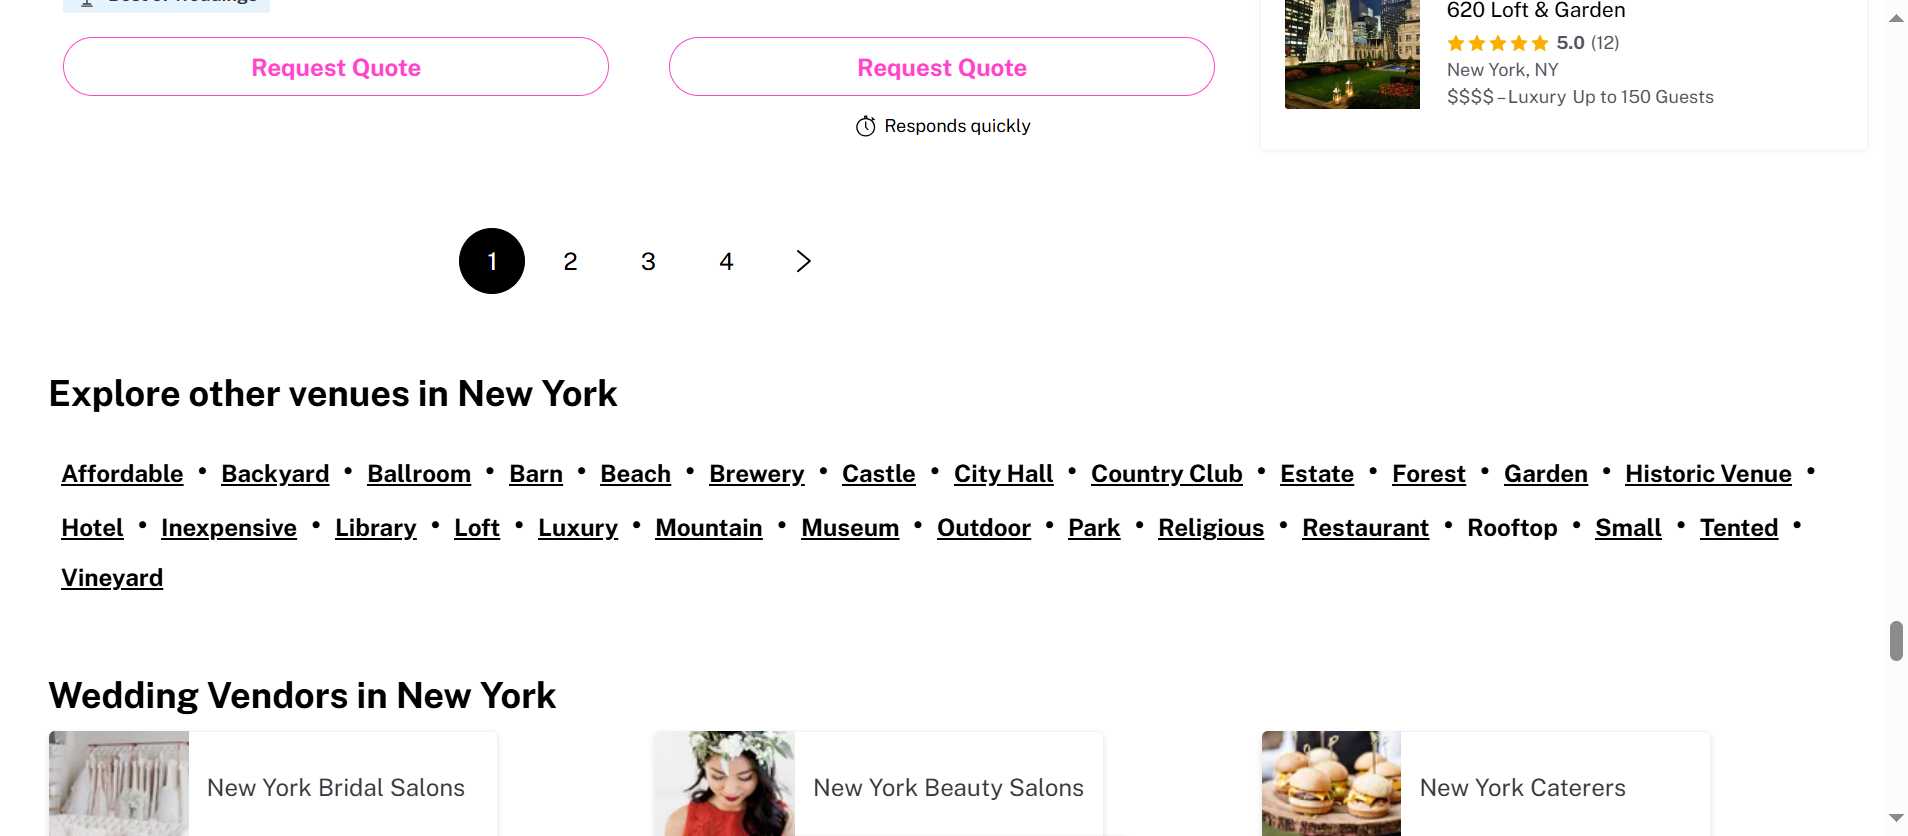 Best of Weddings
Request Quote
Request Quote
Responds quickly
620 Loft & Garden
5.0 (12)
New York, NY
$$$$ – Luxury Up to 150 Guests
1 2 3 4
Explore other venues in New York
Affordable • Backyard • Ballroom • Barn • Beach • Brewery • Castle • City Hall • Country Club • Estate • Forest • Garden • Historic Venue •
Hotel • Inexpensive • Library • Loft • Luxury • Mountain • Museum • Outdoor • Park • Religious • Restaurant • Rooftop • Small • Tented •
Vineyard
Wedding Vendors in New York
New York Bridal Salons
New York Beauty Salons
New York Caterers